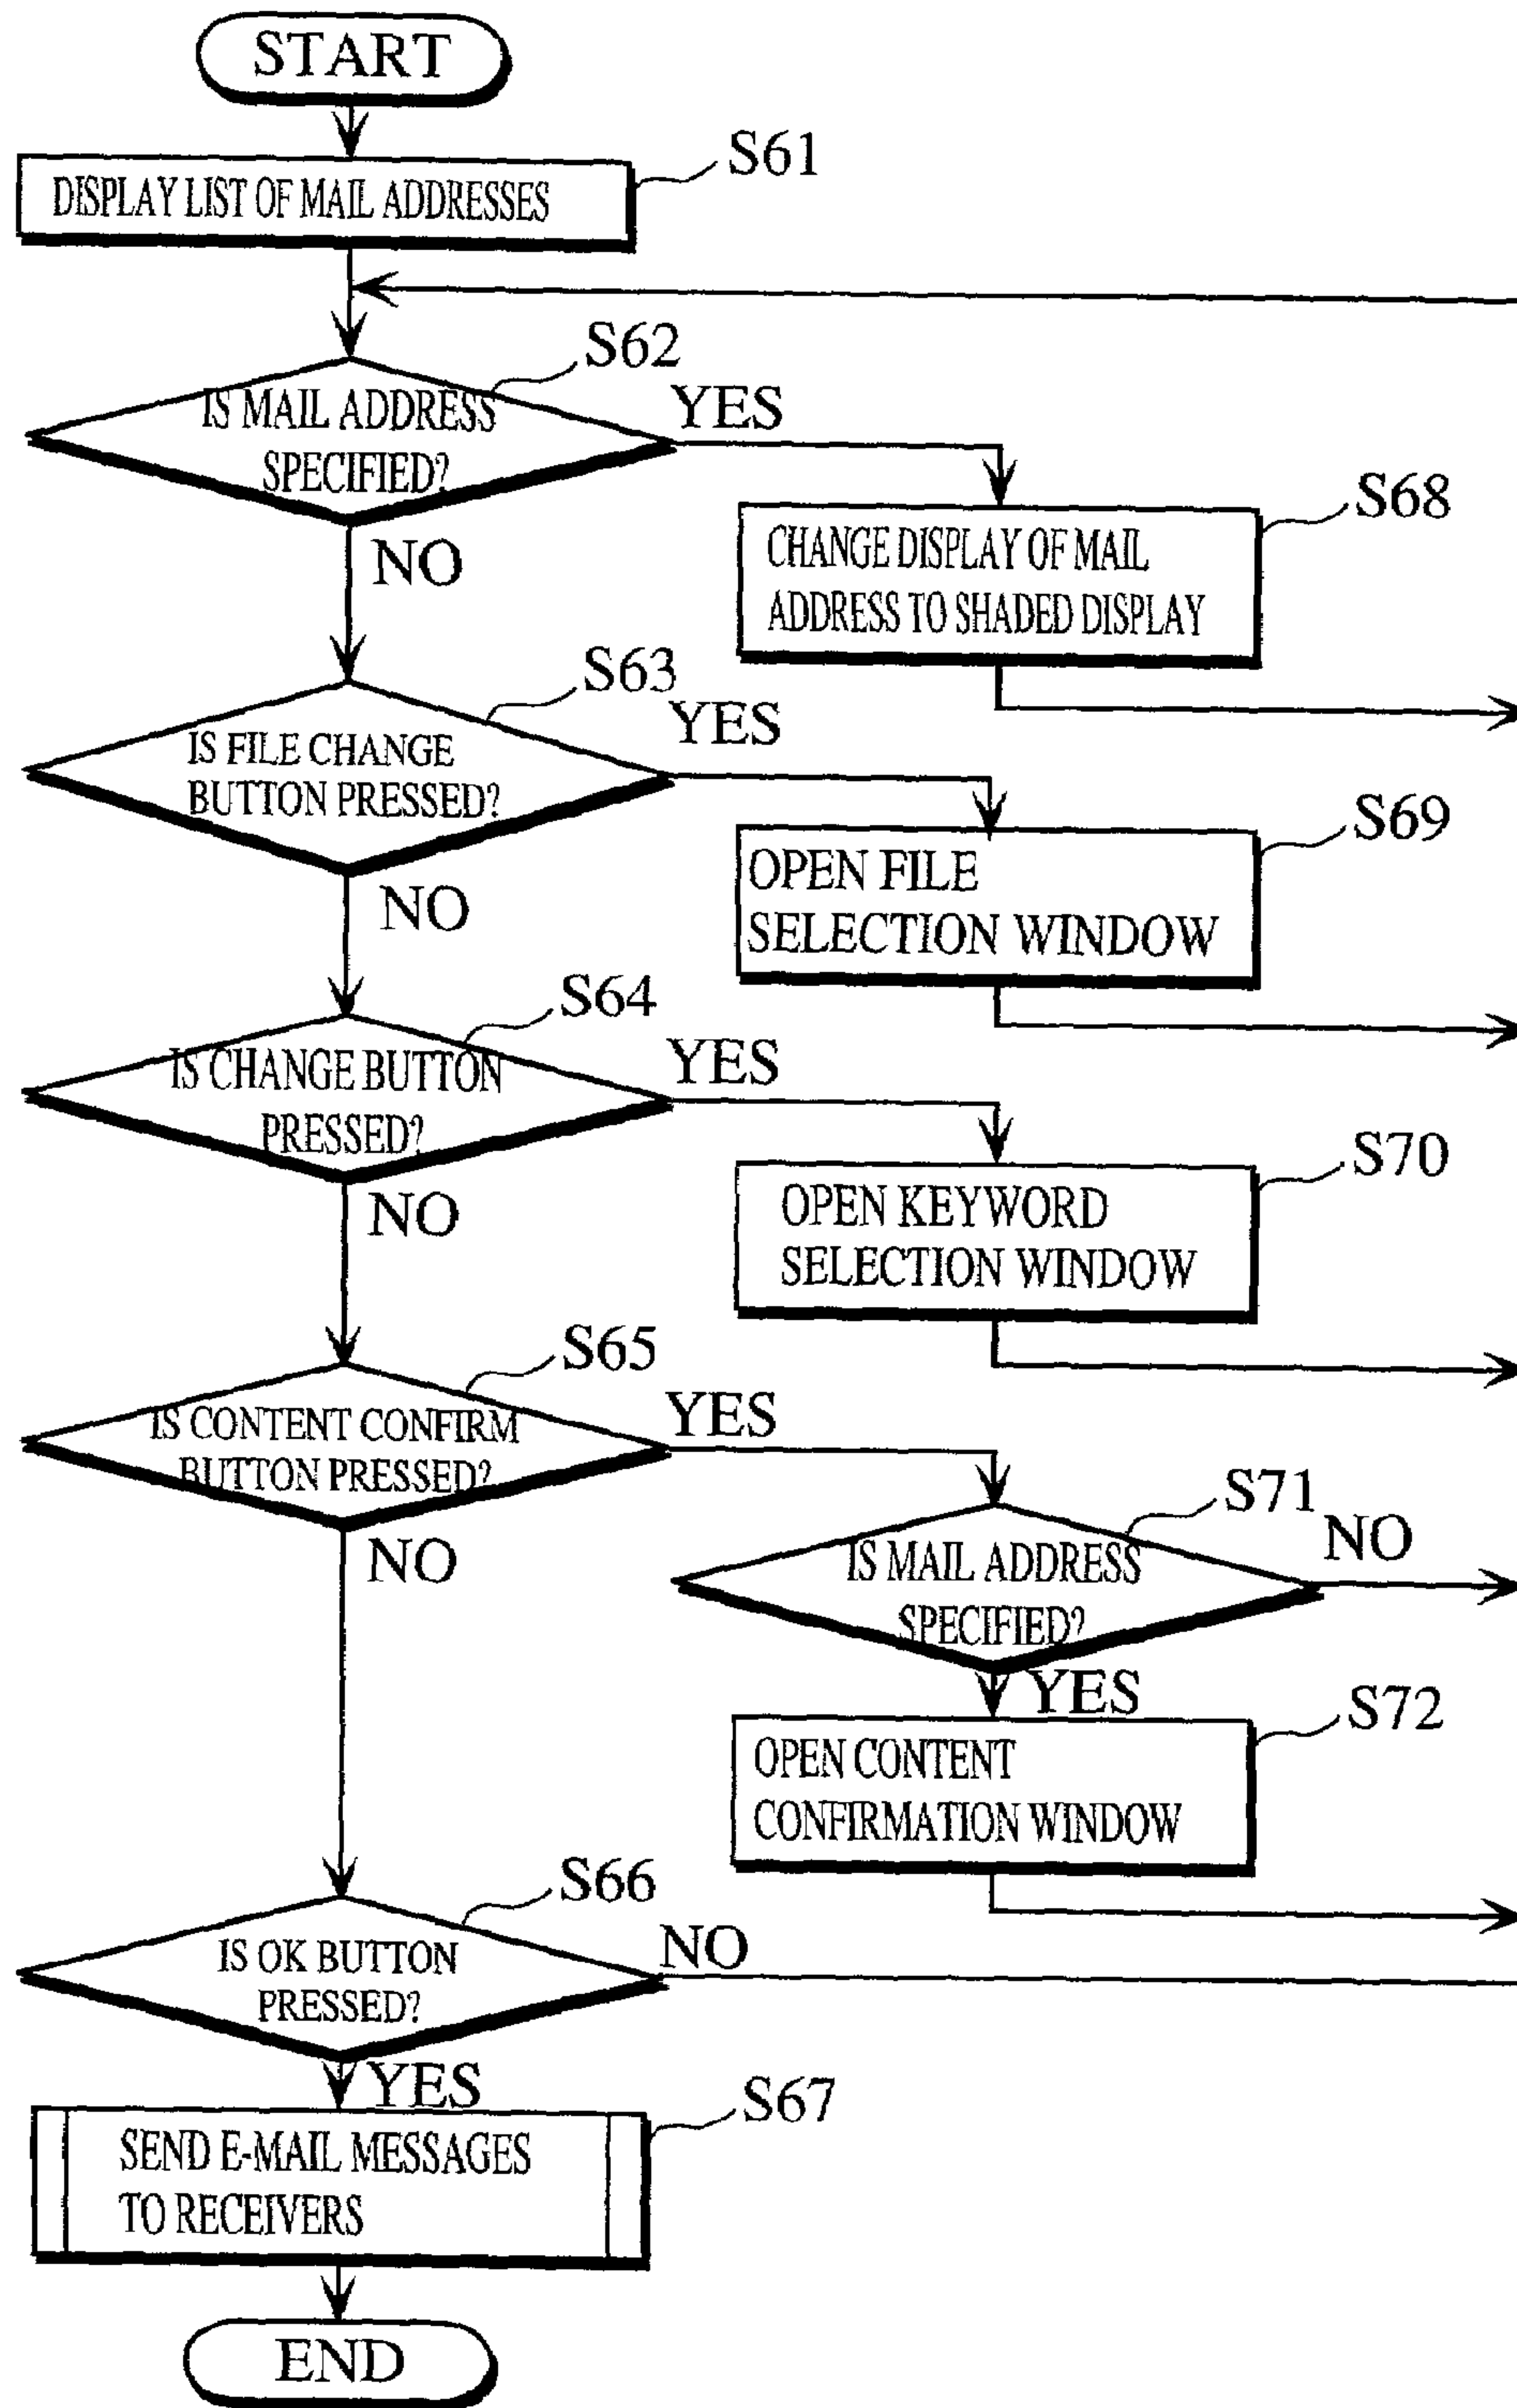 START
S61
DISPLAY LIST OF MAIL ADDRESSES
S62
IS MAIL ADDRESS
SPECIFIED?
YES
NO
S68
CHANGE DISPLAY OF MAIL
ADDRESS TO SHADED DISPLAY
S63
IS FILE CHANGE
BUTTON PRESSED?
YES
NO
S69
OPEN FILE
SELECTION WINDOW
S64
IS CHANGE BUTTON
PRESSED?
YES
NO
S70
OPEN KEYWORD
SELECTION WINDOW
S65
IS CONTENT CONFIRM
BUTTON PRESSED?
YES
NO
S71
IS MAIL ADDRESS
SPECIFIED?
NO
YES
S72
OPEN CONTENT
CONFIRMATION WINDOW
S66
IS OK BUTTON
PRESSED?
NO
YES
S67
SEND E-MAIL MESSAGES
TO RECEIVERS
END